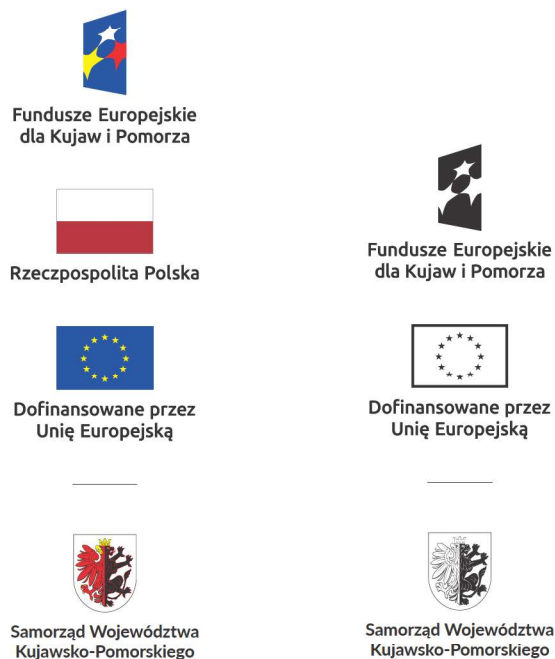 Fundusze Europejskie
dla Kujaw i Pomorza
Rzeczpospolita Polska
Dofinansowane przez
Unię Europejską
Samorząd Województwa
Kujawsko-Pomorskiego
Fundusze Europejskie
dla Kujaw i Pomorza
Dofinansowane przez
Unię Europejską
Samorząd Województwa
Kujawsko-Pomorskiego